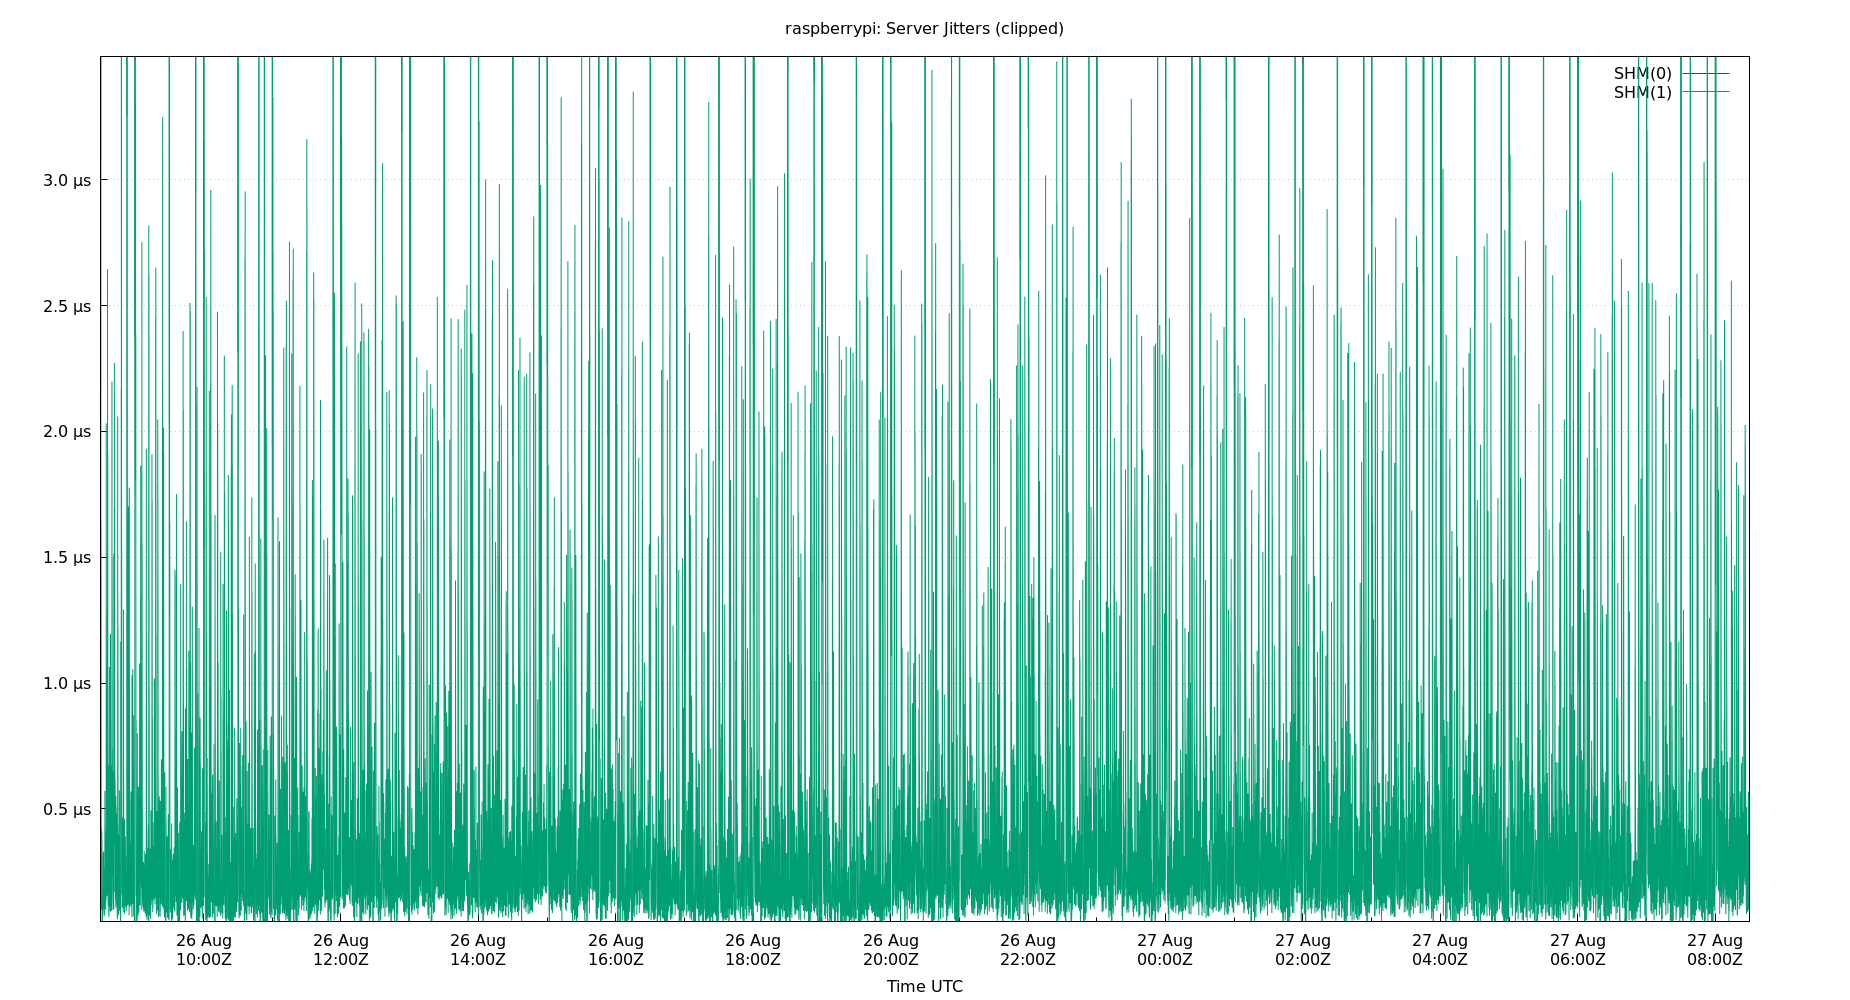 raspberrypi: Server Jitters (clipped)
SHM(0)
SHM(1)
3.0 µs
2.5 µs
2.0 µs
1.5 µs
1.0 µs
0.5 µs
26 Aug 26 Aug 26 Aug 26 Aug 26 Aug 26 Aug 26 Aug 27 Aug 27 Aug 27 Aug 27 Aug 27 Aug
10:00Z 12:00Z 14:00Z 16:00Z 18:00Z 20:00Z 22:00Z 00:00Z 02:00Z 04:00Z 06:00Z 08:00Z
Time UTC